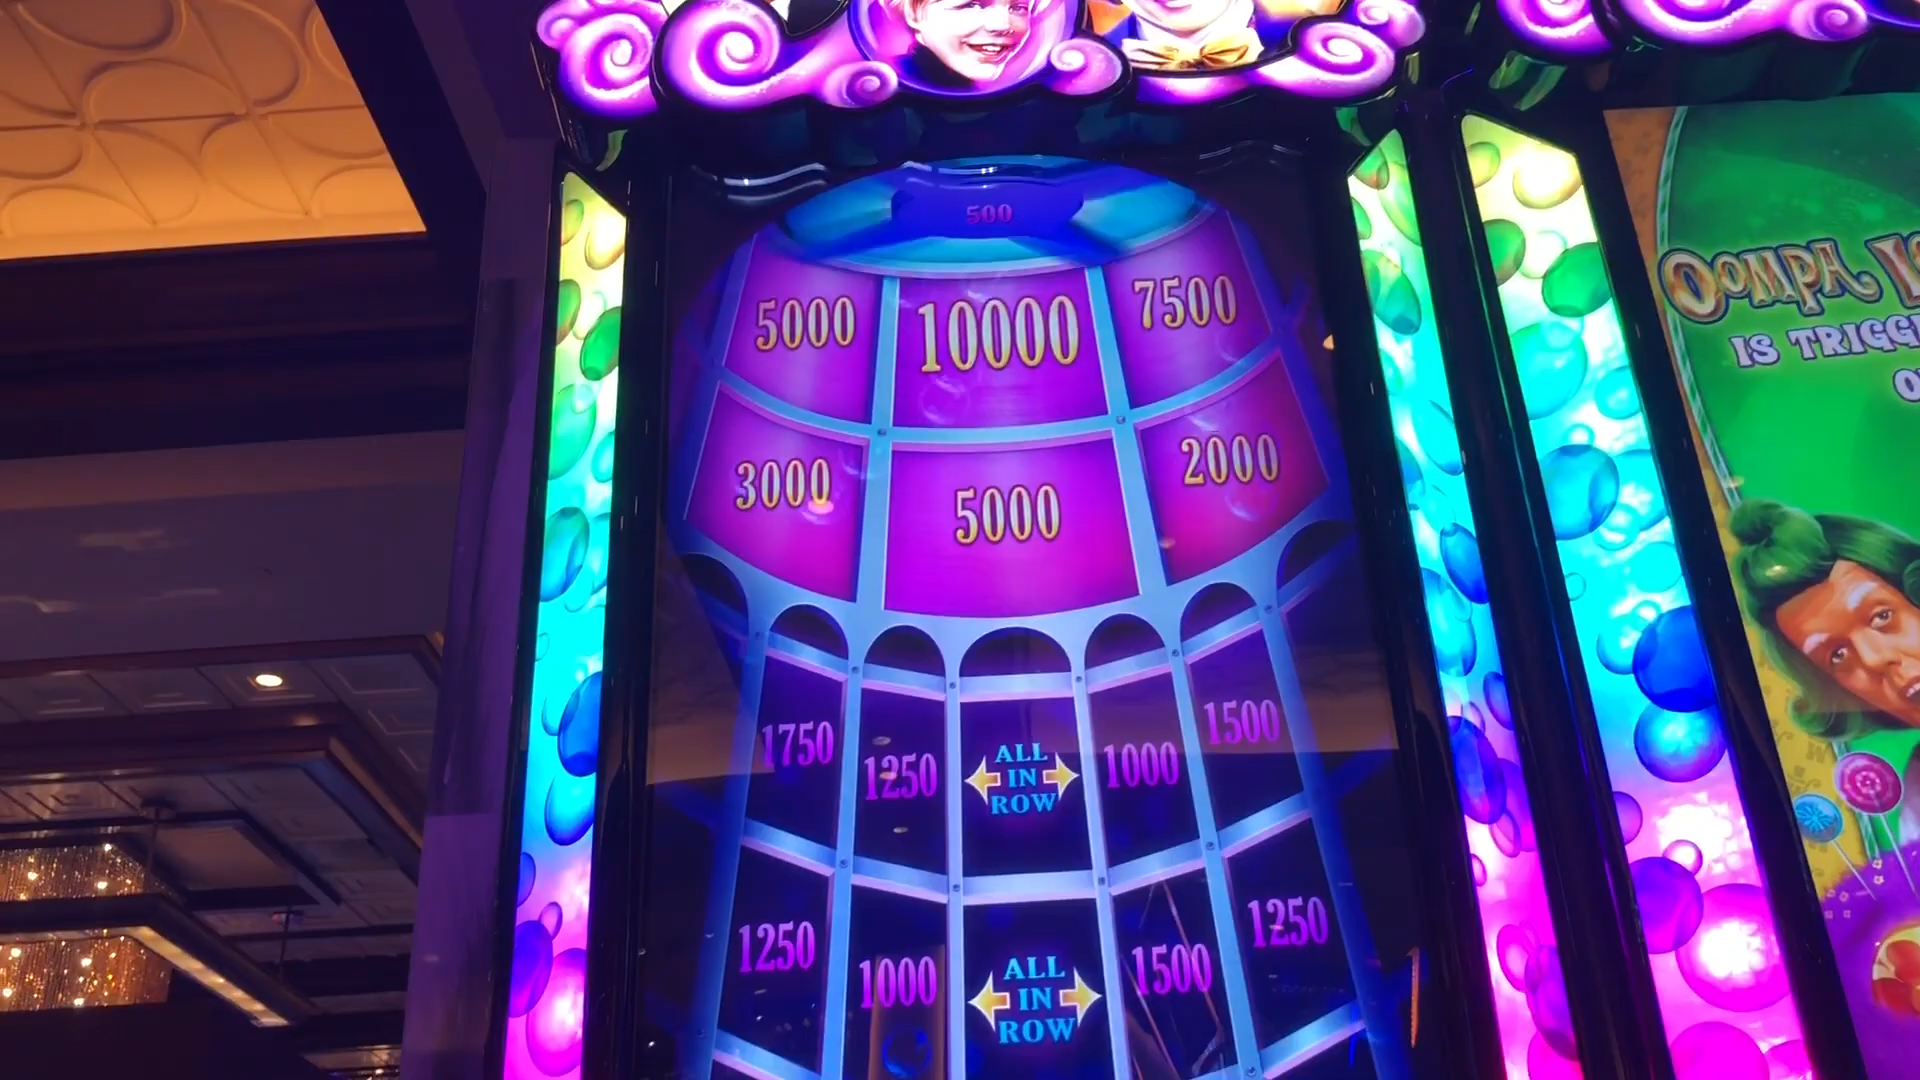 500
5000 10000 7500
3000 5000 2000
OOMPA
IS TRIGG
1750 1250 ALL IN ROW 1000 1500
1250 1000 ALL IN ROW 1500 1250